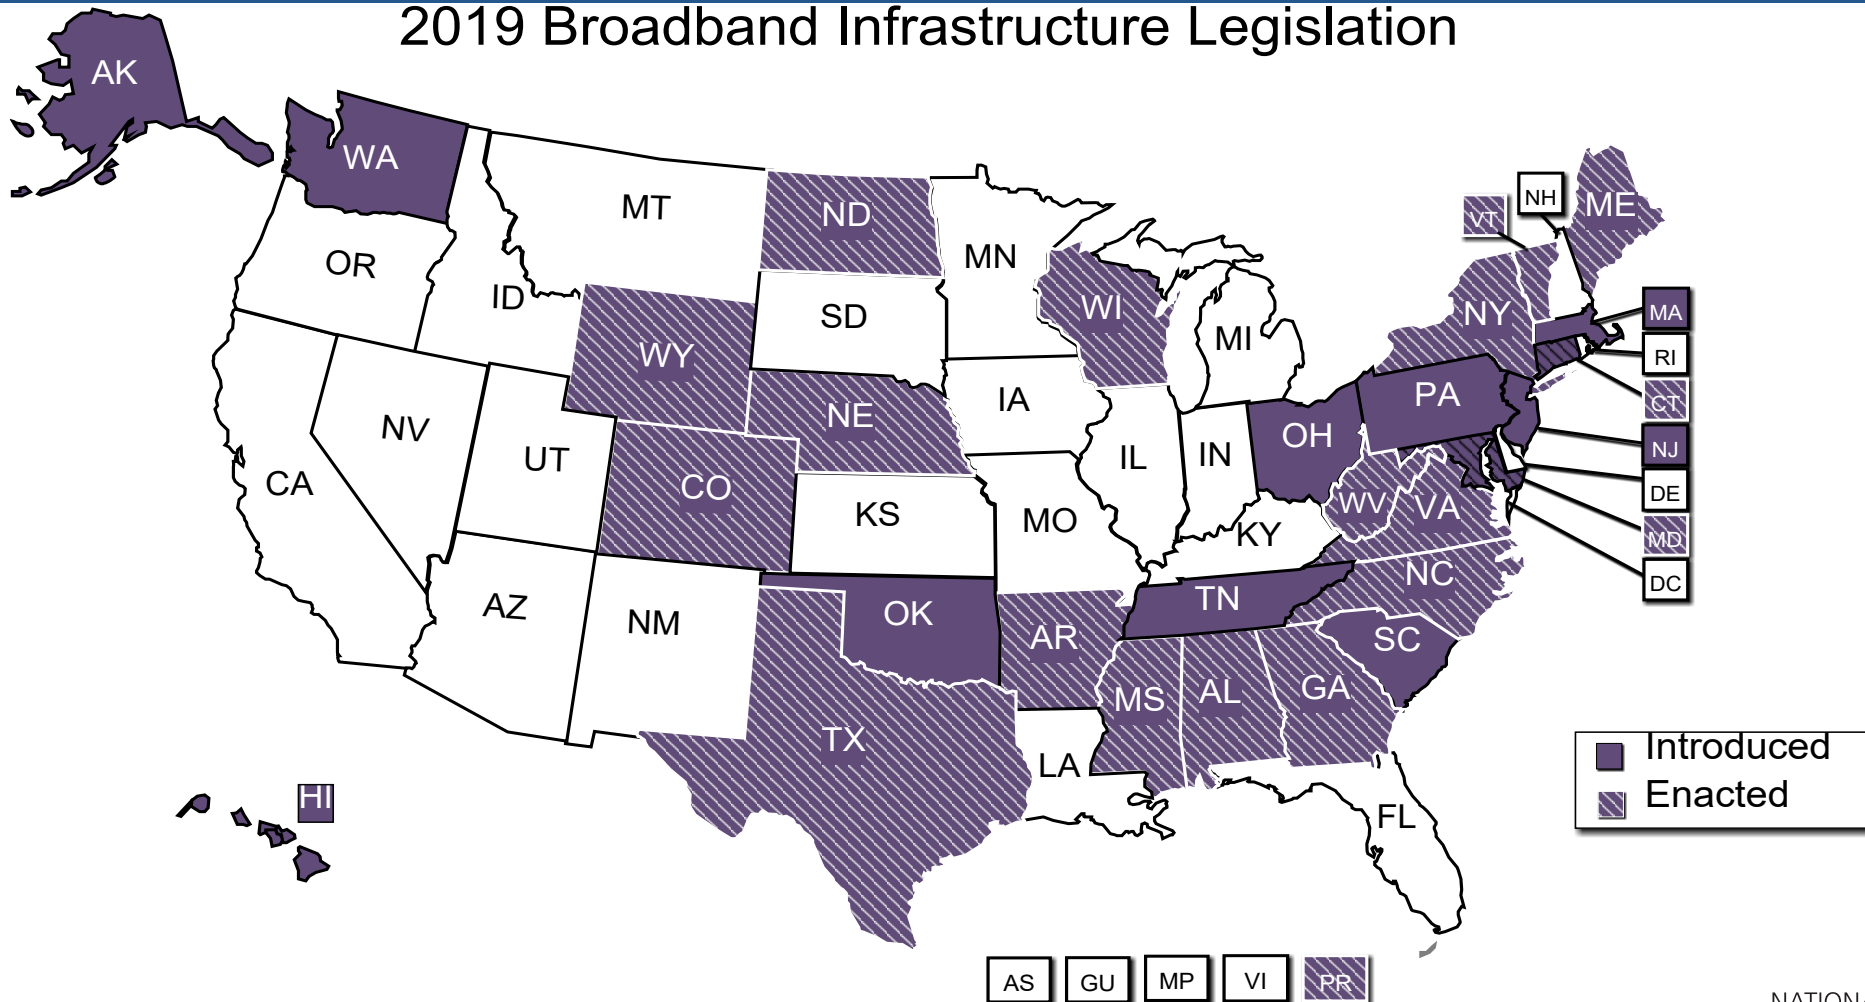 2019 Broadband Infrastructure Legislation
AK
WA
MT
ND
MN
VT
NH
ME
OR
ID
SD
WI
MI
NY
MA
RI
WY
NE
IA
PA
CT
NV
UT
CO
KS
MO
IL
IN
OH
NJ
CA
KY
WV
VA
DE
MD
DC
AZ
NM
OK
AR
TN
NC
SC
TX
MS
AL
GA
LA
FL
HI
Introduced
Enacted
AS GU MP VI PR